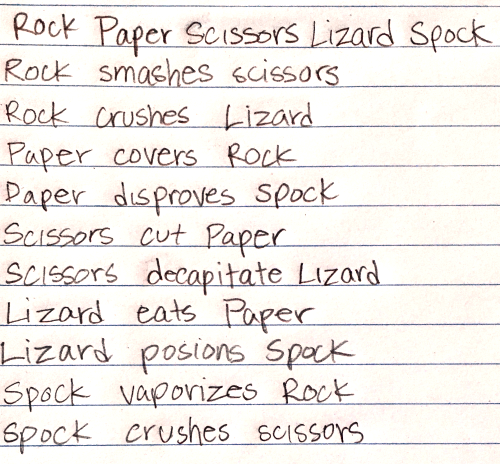 Rock Paper Scissors Lizard Spock
Rock smashes scissors
Rock crushes Lizard
Paper covers Rock
Paper disproves Spock
Scissors cut Paper
Scissors decapitate Lizard
Lizard eats Paper
Lizard posions Spock
Spock vaporizes Rock
Spock crushes scissors